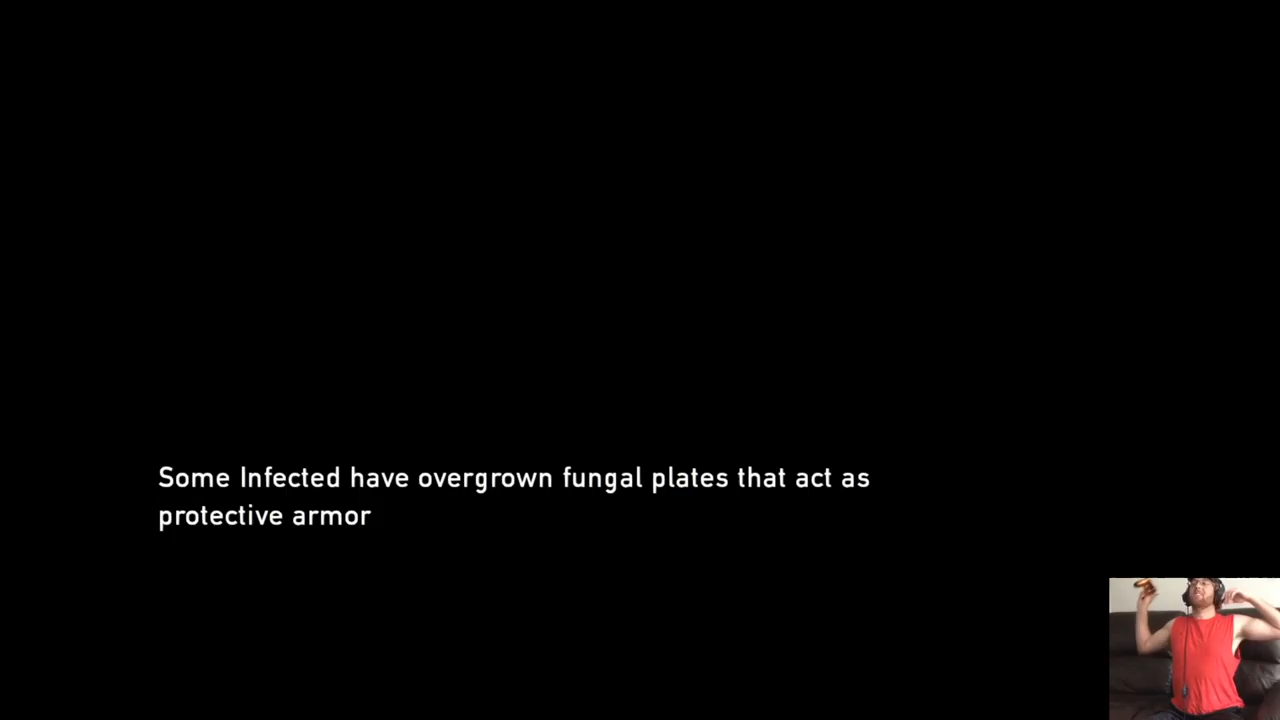 Some Infected have overgrown fungal plates that act as
protective armor